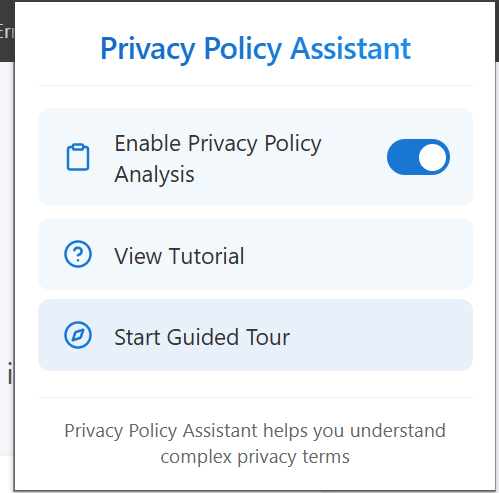 Privacy Policy Assistant
Enable Privacy Policy
Analysis
View Tutorial
Start Guided Tour
Privacy Policy Assistant helps you understand
complex privacy terms